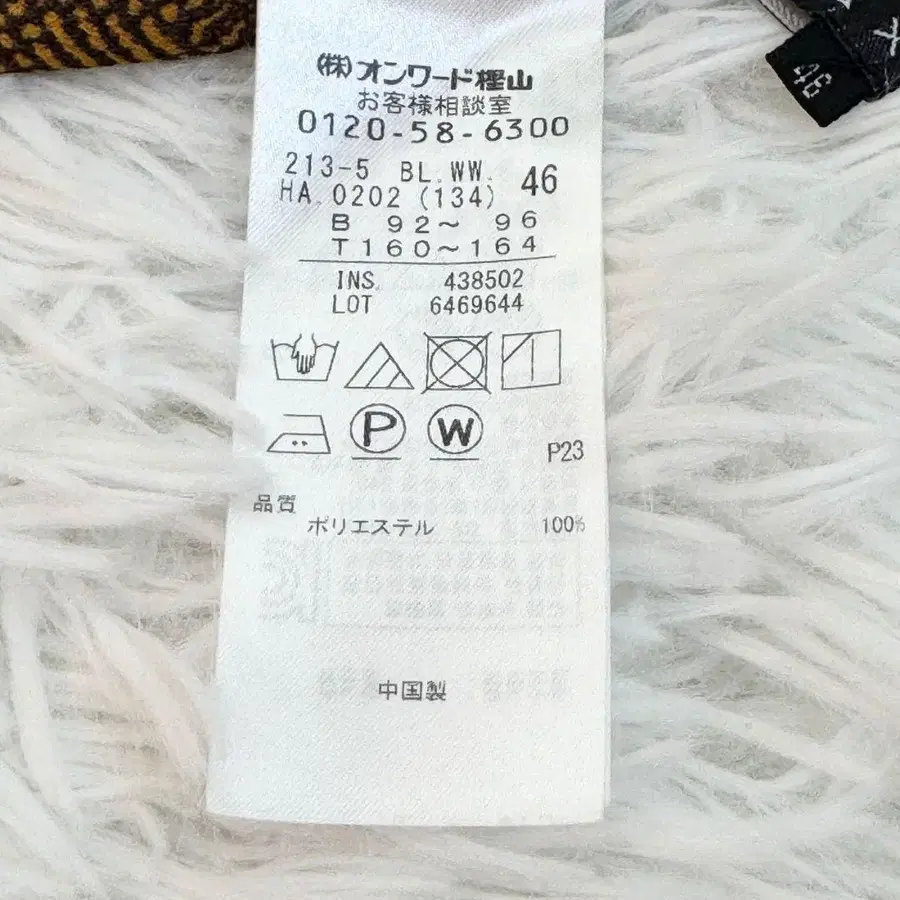 (株)オンワード樫山
お客様相談室
0120-58-6300
213-5 BL.WW. 46
HA.0202 (134)
B 92～ 96
T160～164
INS. 438502
LOT 6469644
P W
P23
品質
ポリエステル 100%
中国製
46